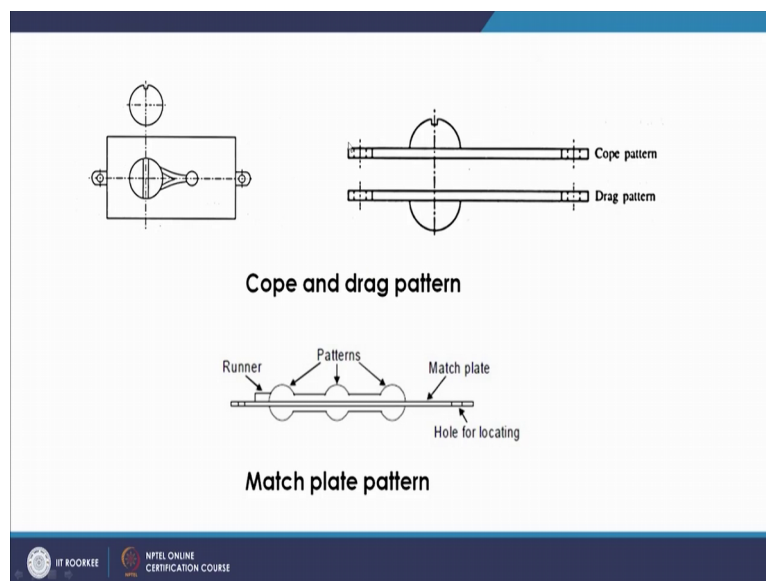 Cope pattern
Drag pattern
Cope and drag pattern
Runner
Patterns
Match plate
Hole for locating
Match plate pattern
IIT ROORKEE
NPTEL ONLINE
CERTIFICATION COURSE